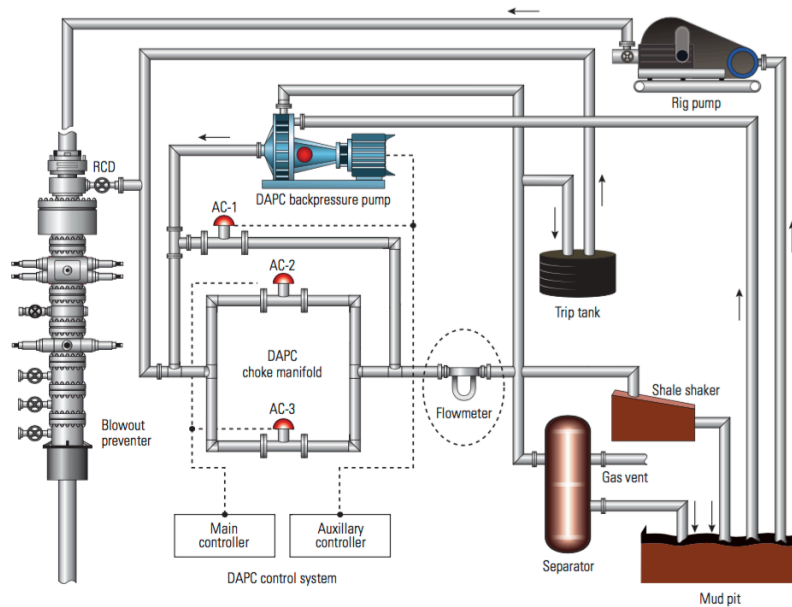 Rig pump
RCD
DAPC backpressure pump
AC-1
Trip tank
AC-2
DAPC
choke manifold
Shale shaker
Flowmeter
AC-3
Blowout
preventer
Gas vent
Main
controller
Auxillary
controller
Separator
DAPC control system
Mud pit